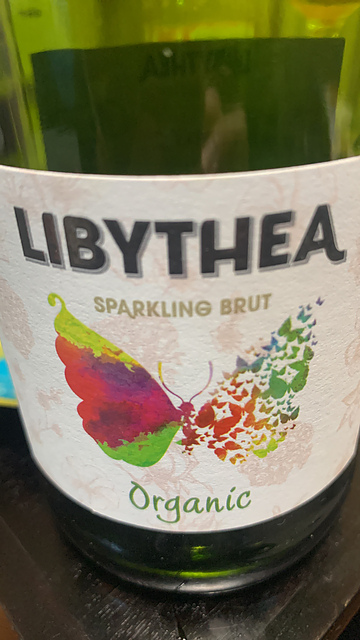 LIBYTHEA
SPARKLING BRUT
Organic